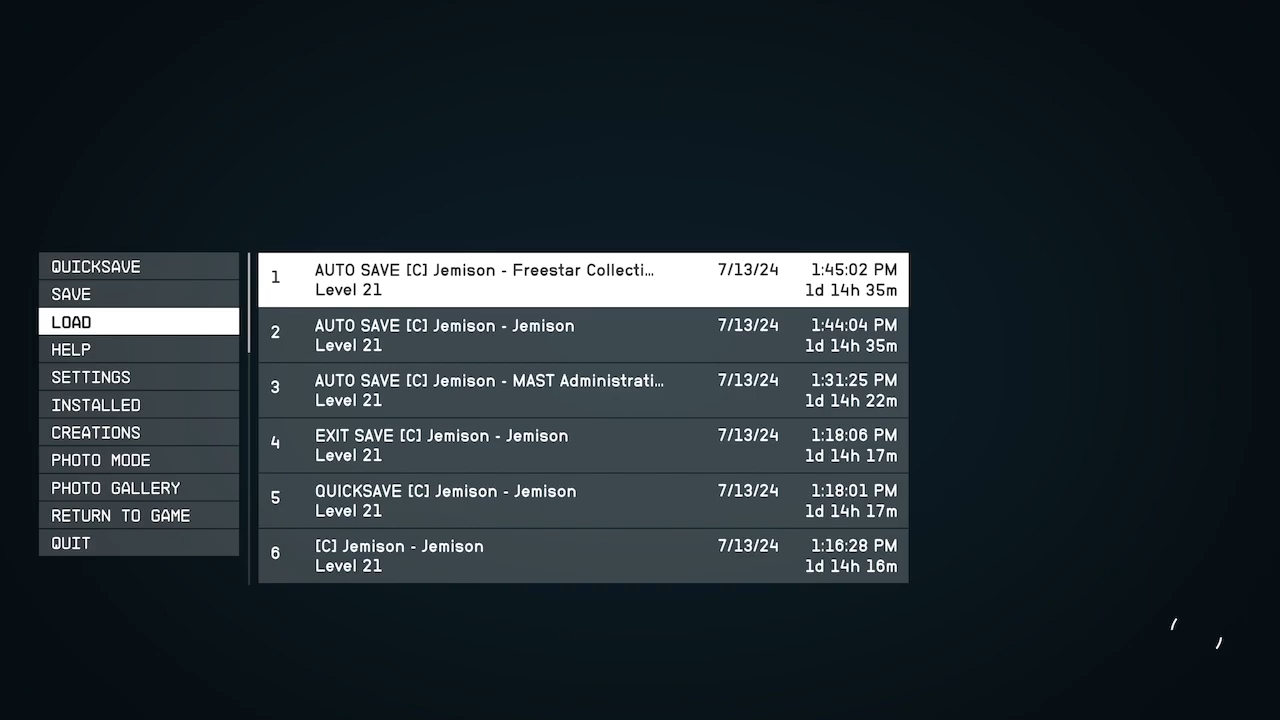 QUICKSAVE
SAVE
LOAD
HELP
SETTINGS
INSTALLED
CREATIONS
PHOTO MODE
PHOTO GALLERY
RETURN TO GAME
QUIT
1 AUTO SAVE [C] Jemison - Freestar Collecti... 7/13/24 1:45:02 PM
Level 21 1d 14h 35m
2 AUTO SAVE [C] Jemison - Jemison 7/13/24 1:44:04 PM
Level 21 1d 14h 35m
3 AUTO SAVE [C] Jemison - MAST Administrati... 7/13/24 1:31:25 PM
Level 21 1d 14h 22m
4 EXIT SAVE [C] Jemison - Jemison 7/13/24 1:18:06 PM
Level 21 1d 14h 17m
5 QUICKSAVE [C] Jemison - Jemison 7/13/24 1:18:01 PM
Level 21 1d 14h 17m
6 [C] Jemison - Jemison 7/13/24 1:16:28 PM
Level 21 1d 14h 16m